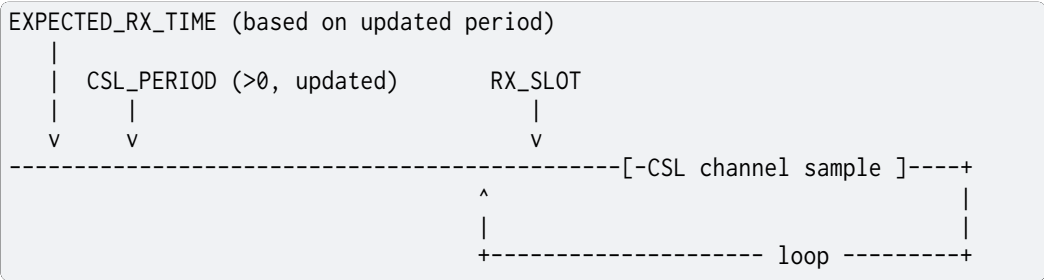 EXPECTED_RX_TIME (based on updated period)
   |
   |  CSL_PERIOD (>0, updated)       RX_SLOT
   |     |                              |
   v     v                              v
-----------------------------------------------[-CSL channel sample ]----+
                                    ^                                    |
                                    |                                    |
                                    +--------------------- loop ---------+